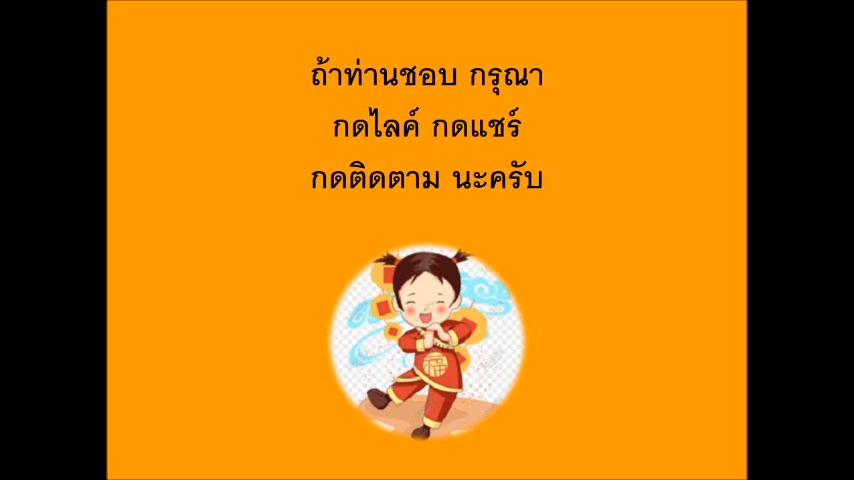 ถ้าท่านชอบ กรุณา
กดไลค์ กดแชร์
กดติดตาม นะครับ
福